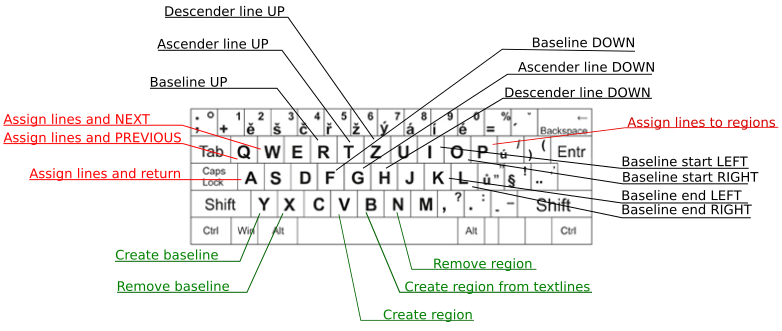 Descender line UP
Ascender line UP
Baseline UP
Baseline DOWN
Ascender line DOWN
Descender line DOWN
Assign lines and NEXT
Assign lines and PREVIOUS
Assign lines and return
Assign lines to regions
Baseline start LEFT
Baseline start RIGHT
Baseline end LEFT
Baseline end RIGHT
; ° + 1 ě 2 š 3 č 4 ř 5 ž 6 ý 7 á 8 í 9 é 0 = % ´ ˇ ← Backspace
Tab Q W E R T Z U I O P ú / ) ( Entr
Caps Lock A S D F G H J K L ů " § ! ..
Shift Y X C V B N M , ? . : - _ Shift
Ctrl Win Alt Alt Ctrl
Create baseline
Remove baseline
Remove region
Create region from textlines
Create region